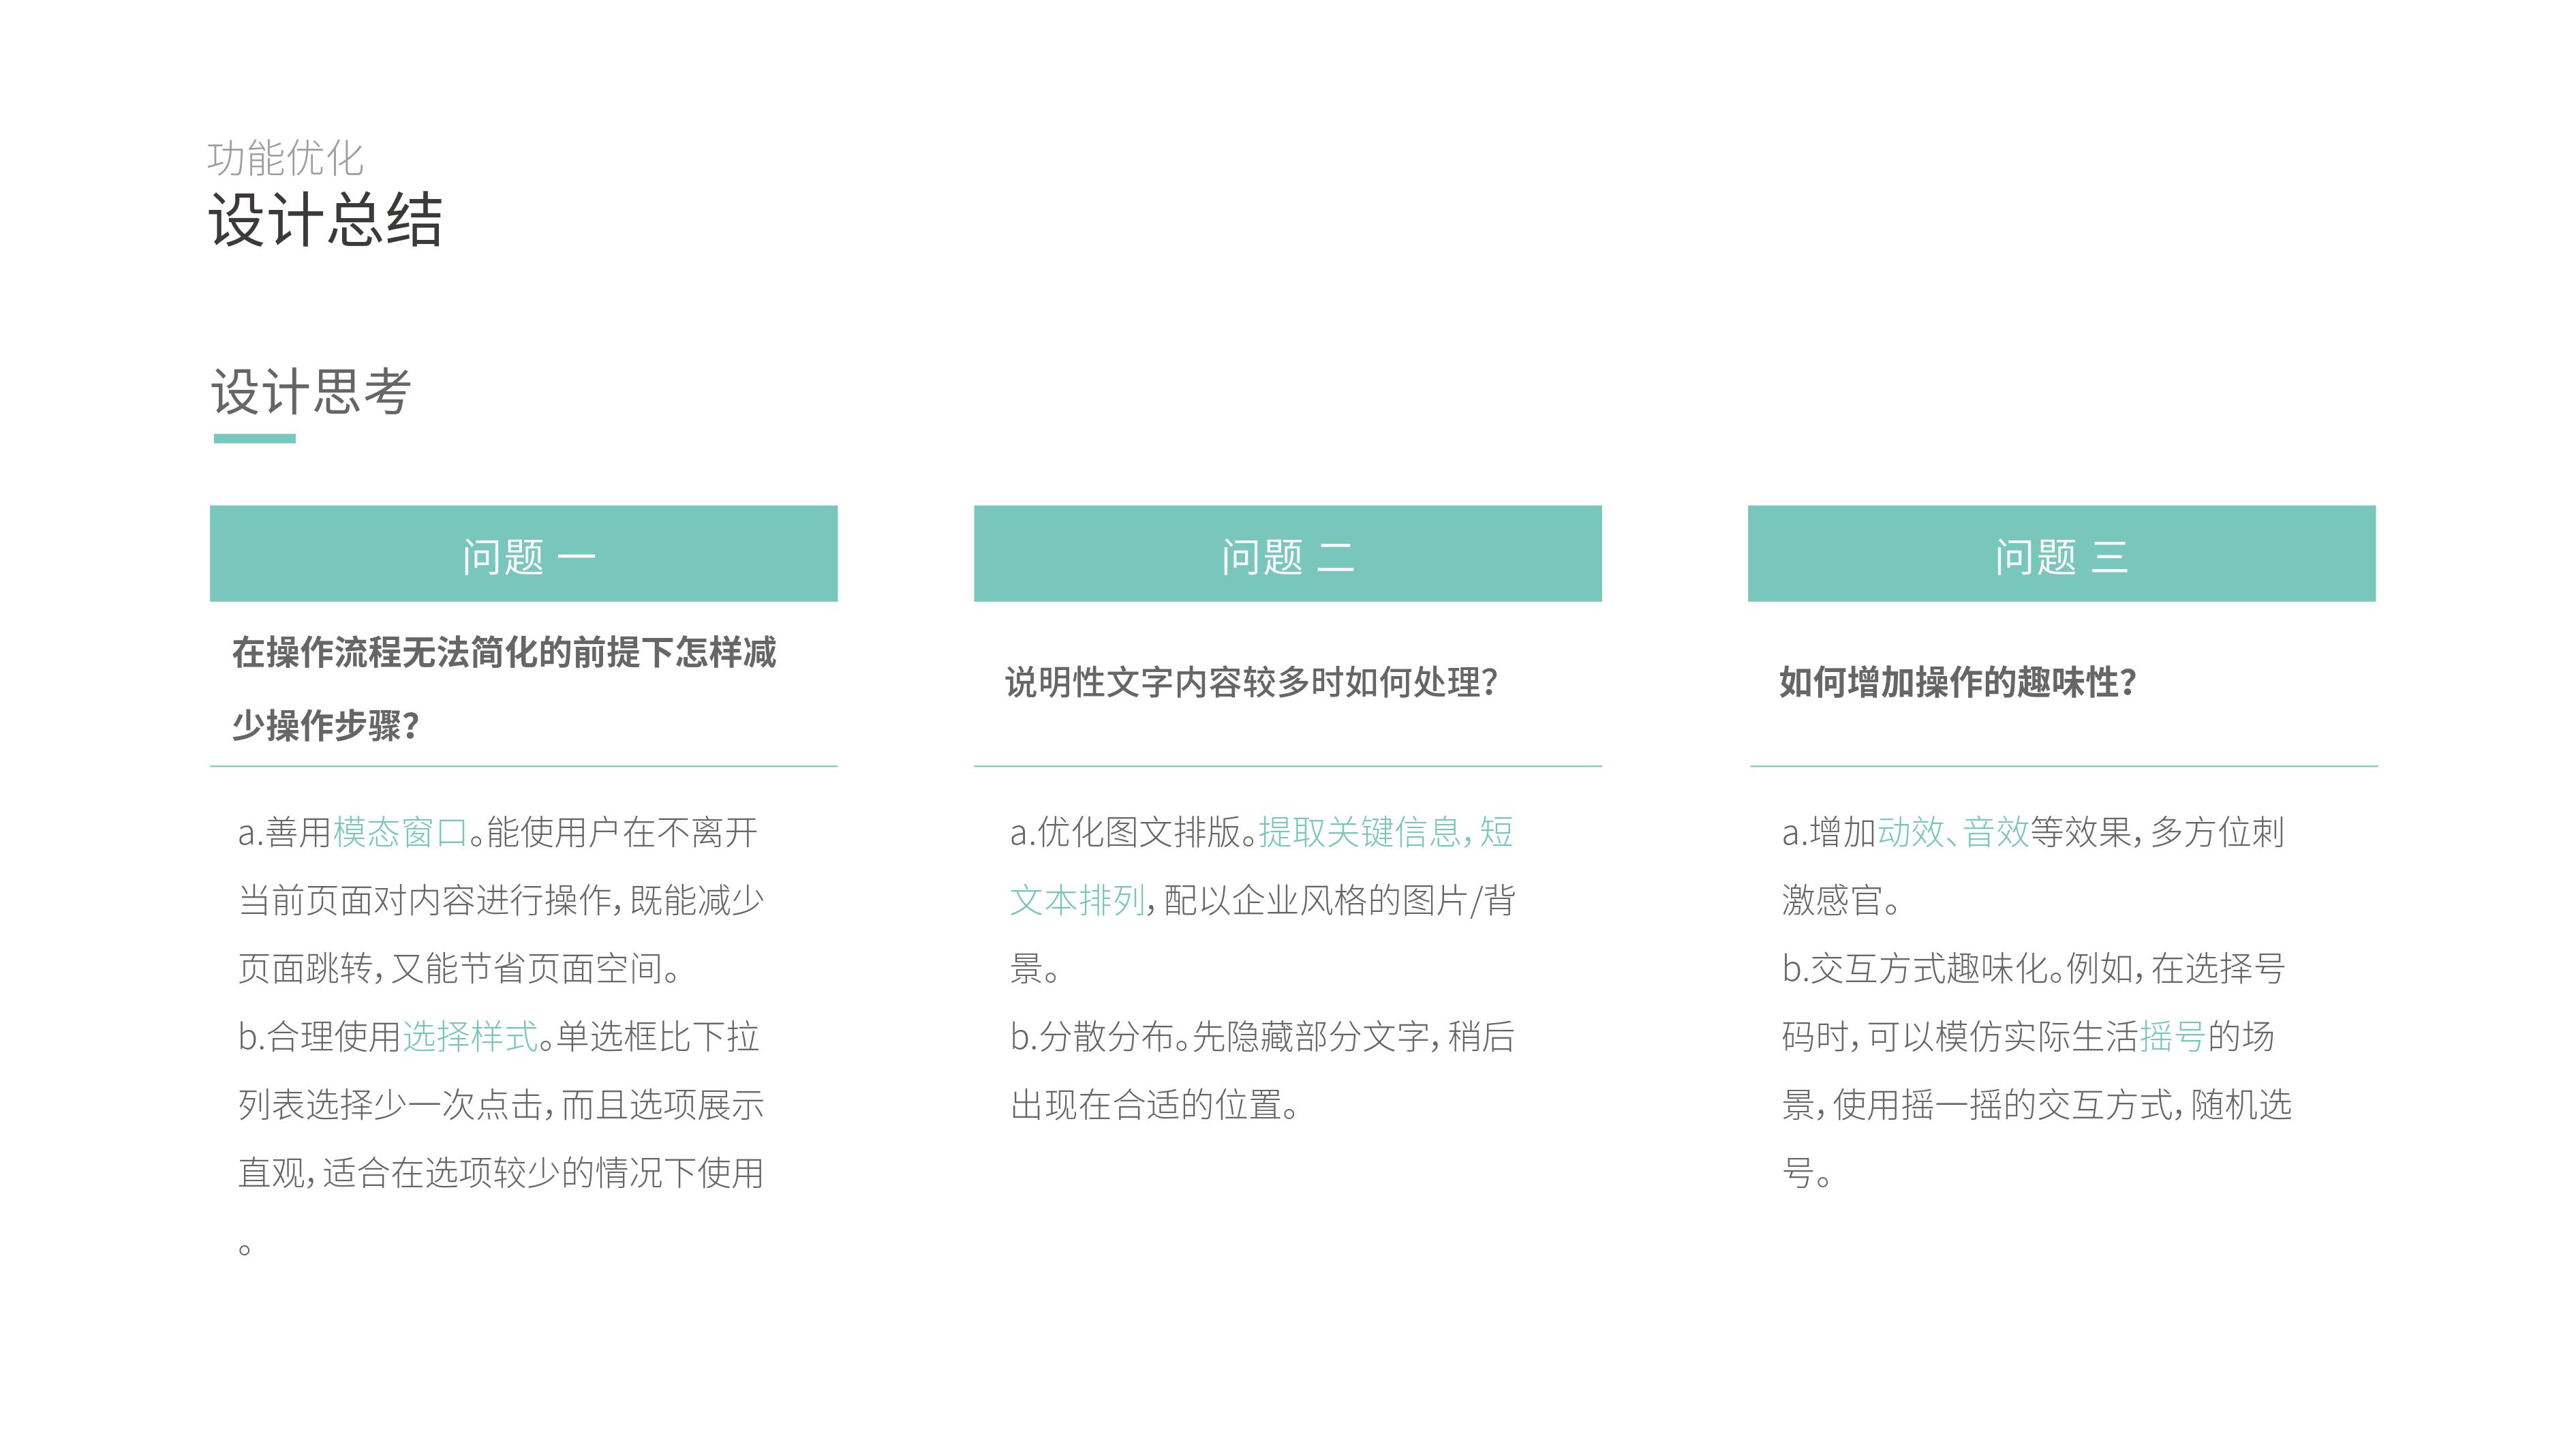 功能优化
设计总结
设计思考
问题 一
在操作流程无法简化的前提下怎样减
少操作步骤？
a.善用模态窗口。能使用户在不离开
当前页面对内容进行操作，既能减少
页面跳转，又能节省页面空间。
b.合理使用选择样式。单选框比下拉
列表选择少一次点击，而且选项展示
直观，适合在选项较少的情况下使用
。
问题 二
说明性文字内容较多时如何处理？
a.优化图文排版。提取关键信息，短
文本排列，配以企业风格的图片/背
景。
b.分散分布。先隐藏部分文字，稍后
出现在合适的位置。
问题 三
如何增加操作的趣味性？
a.增加动效、音效等效果，多方位刺
激感官。
b.交互方式趣味化。例如，在选择号
码时，可以模仿实际生活摇号的场
景，使用摇一摇的交互方式，随机选
号。